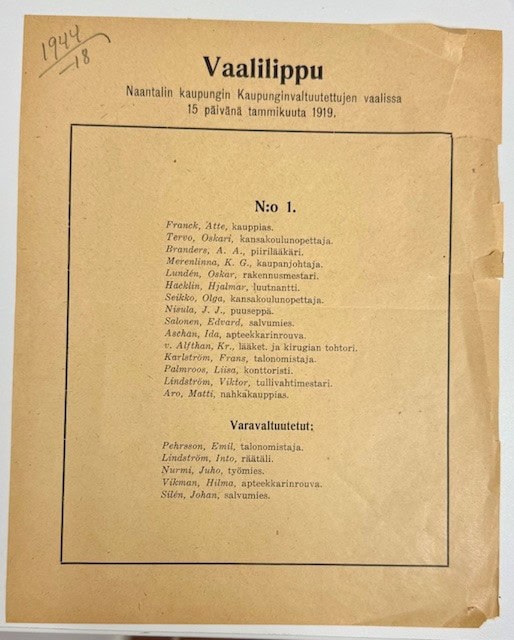 1944
-18
Vaalilippu
Naantalin kaupungin Kaupunginvaltuutettujen vaalissa
15 päivänä tammikuuta 1919.
N:o 1.
Franck, Atte, kauppias.
Tervo, Oskari, kansakoulunopettaja.
Branders, A. A., piirilääkäri.
Merenlinna, K. G., kaupanjohtaja.
Lundén, Oskar, rakennusmestari.
Hacklin, Hjalmar, luutnantti.
Seikko, Olga, kansakoulunopettaja.
Nisula, J. J., puuseppä.
Salonen, Edvard, salvumies.
Aschan, Ida, apteekkarinrouva.
v. Alfthan, Kr., lääket. ja kirugian tohtori.
Karlström, Frans, talonomistaja.
Palmroos, Liisa, konttoristi.
Lindström, Viktor, tullivahtimestari.
Aro, Matti, nahkakauppias.
Varavaltuutetut;
Pehrsson, Emil, talonomistaja.
Lindström, Into, räätäli.
Nurmi, Juho, työmies.
Vikman, Hilma, apteekkarinrouva.
Silén, Johan, salvumies.